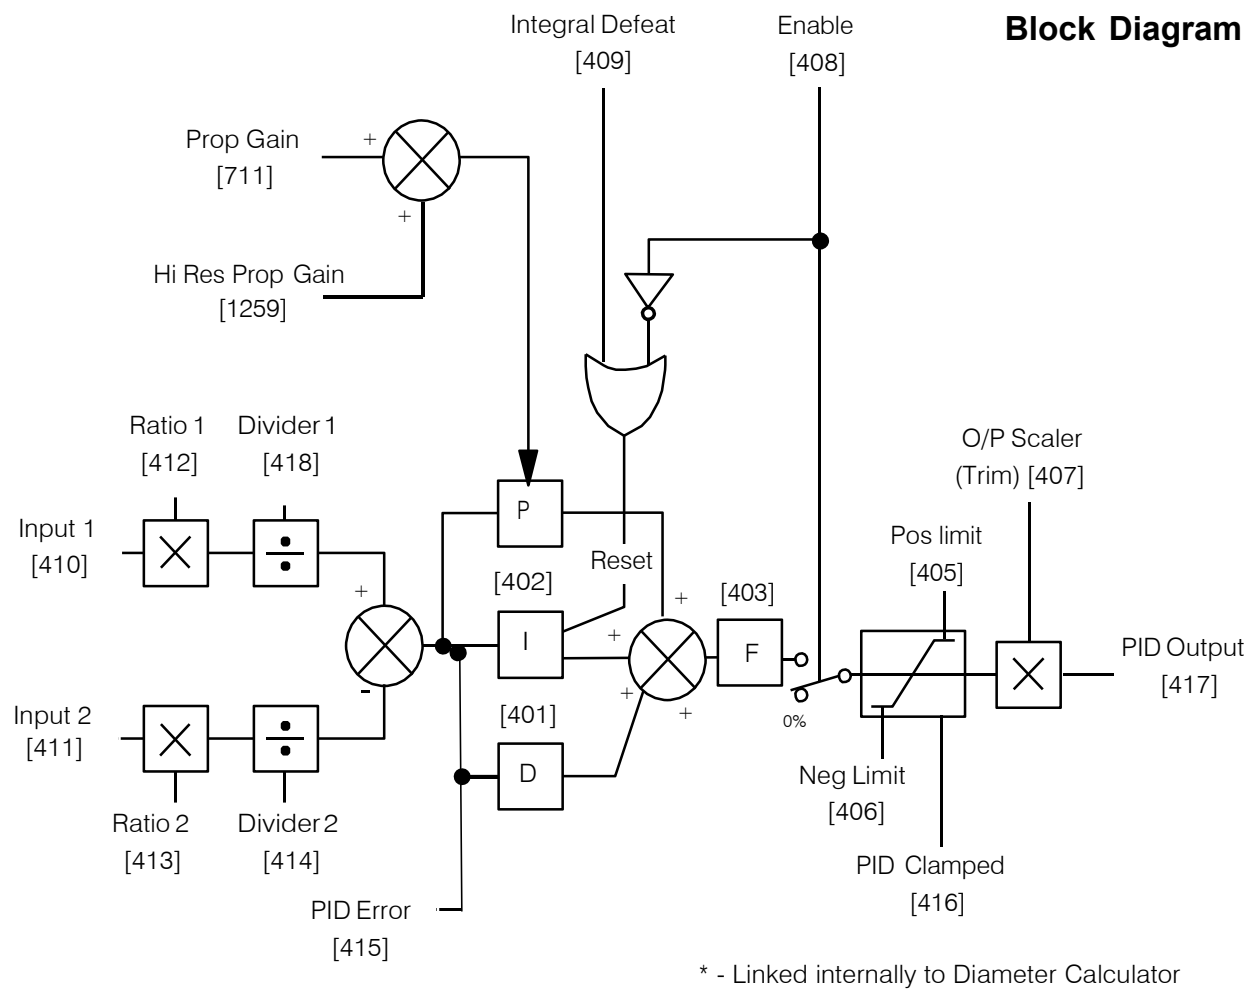 Block Diagram
Integral Defeat
[409]
Enable
[408]
Prop Gain
[711]
+
+
Hi Res Prop Gain
[1259]
Ratio 1
[412]
Divider 1
[418]
O/P Scaler
(Trim) [407]
P
Input 1
[410]
Reset
Pos limit
[405]
[402]
[403]
+
+
+
I
F
PID Output
[417]
-
+
+
[401]
0%
Input 2
[411]
D
Neg Limit
[406]
Ratio 2
[413]
Divider 2
[414]
PID Clamped
[416]
PID Error
[415]
* - Linked internally to Diameter Calculator